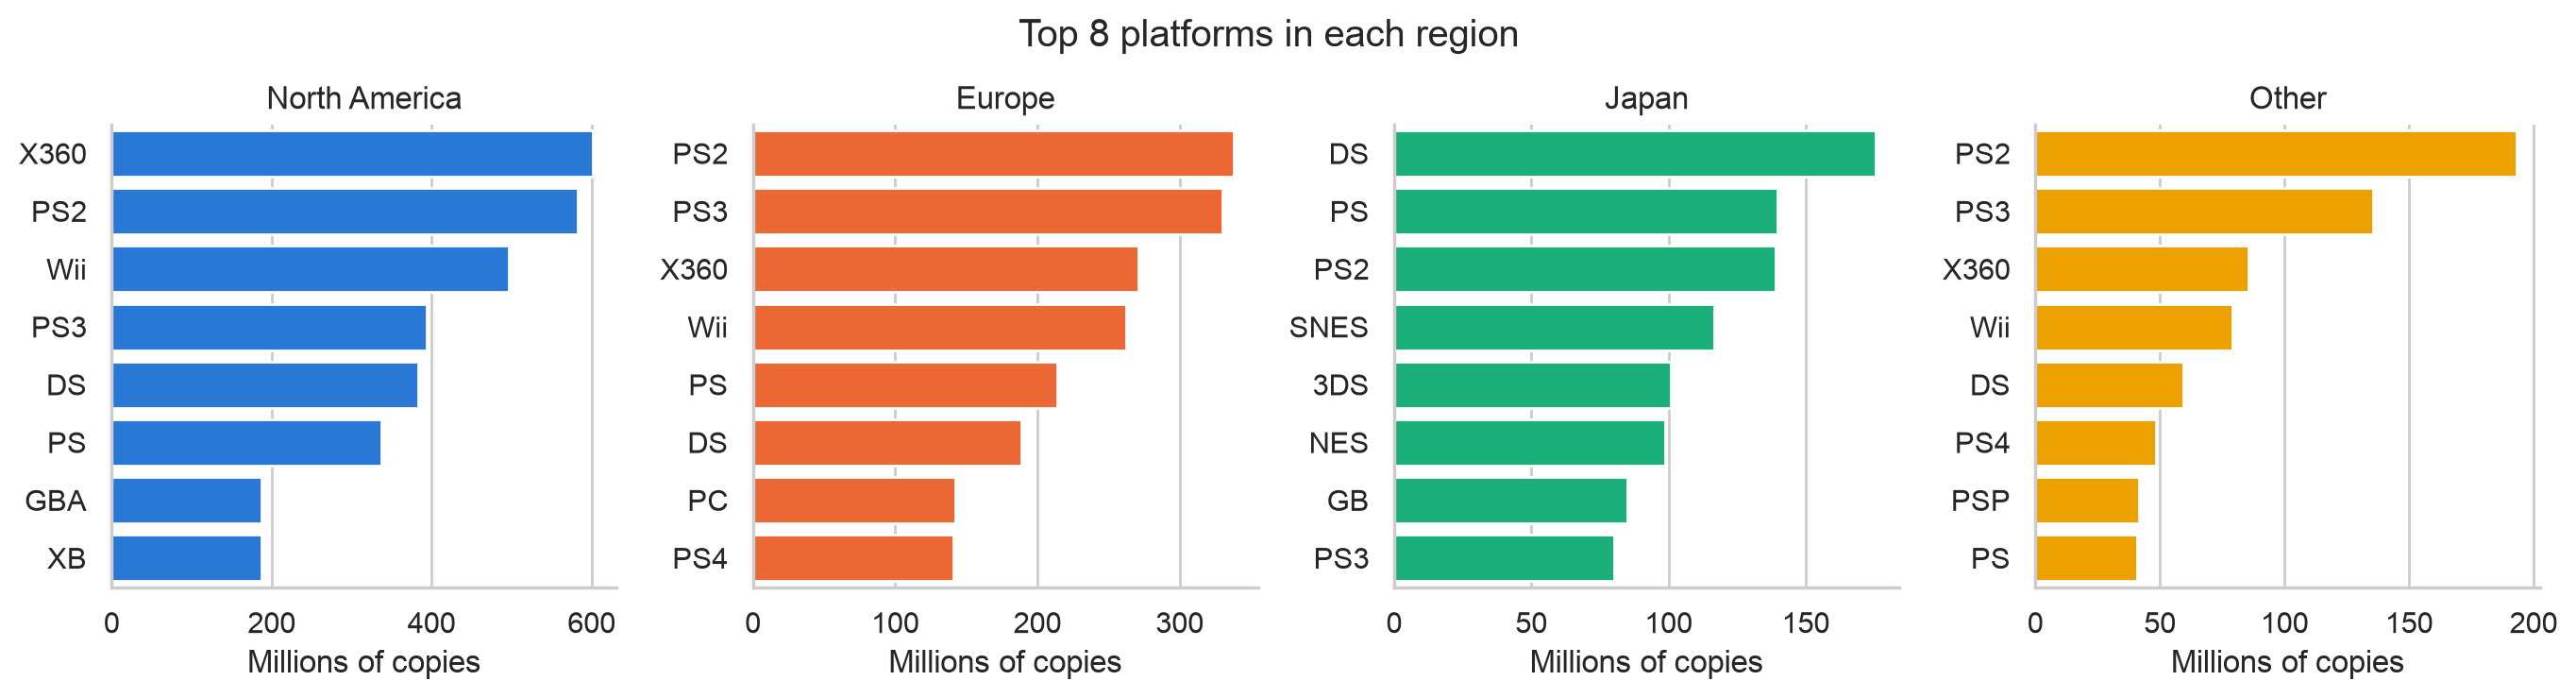 Top 8 platforms in each region
North America
X360
PS2
Wii
PS3
DS
PS
GBA
XB
0 200 400 600
Millions of copies
Europe
PS2
PS3
X360
Wii
PS
DS
PC
PS4
0 100 200 300
Millions of copies
Japan
DS
PS
PS2
SNES
3DS
NES
GB
PS3
0 50 100 150
Millions of copies
Other
PS2
PS3
X360
Wii
DS
PS4
PSP
PS
0 50 100 150 200
Millions of copies